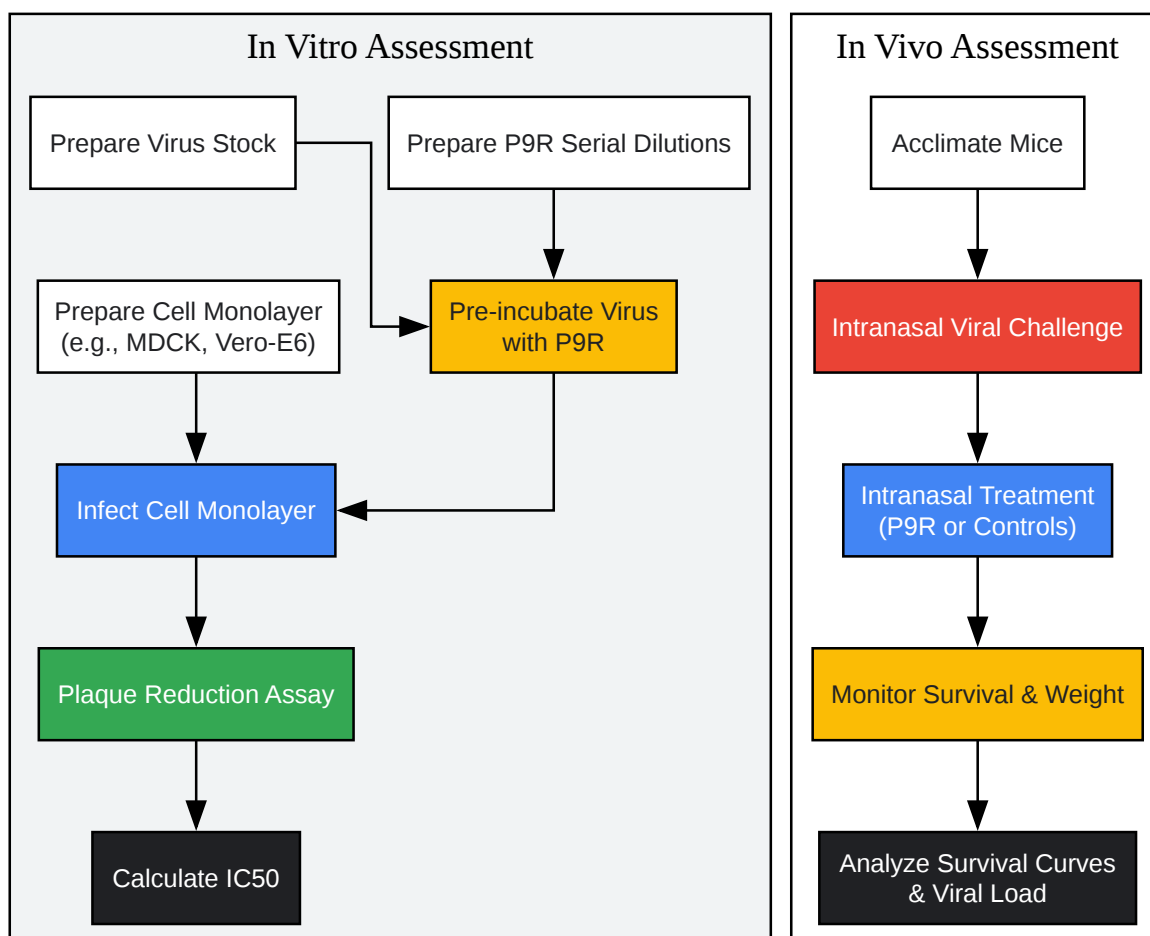 In Vitro Assessment
Prepare Virus Stock
Prepare P9R Serial Dilutions
Prepare Cell Monolayer
(e.g., MDCK, Vero-E6)
Pre-incubate Virus
with P9R
Infect Cell Monolayer
Plaque Reduction Assay
Calculate IC50
In Vivo Assessment
Acclimate Mice
Intranasal Viral Challenge
Intranasal Treatment
(P9R or Controls)
Monitor Survival & Weight
Analyze Survival Curves
& Viral Load